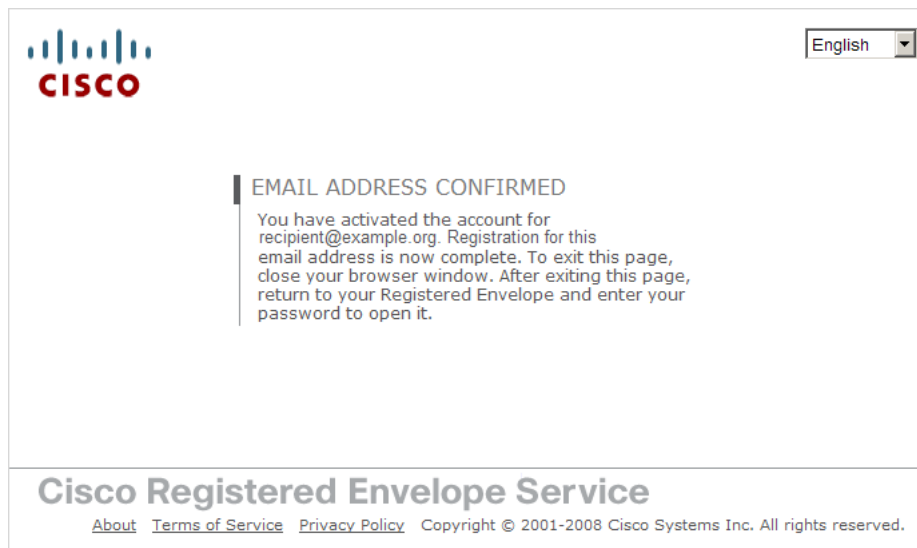 CISCO
English
EMAIL ADDRESS CONFIRMED
You have activated the account for
recipient@example.org. Registration for this
email address is now complete. To exit this page,
close your browser window. After exiting this page,
return to your Registered Envelope and enter your
password to open it.
Cisco Registered Envelope Service
About Terms of Service Privacy Policy Copyright © 2001-2008 Cisco Systems Inc. All rights reserved.